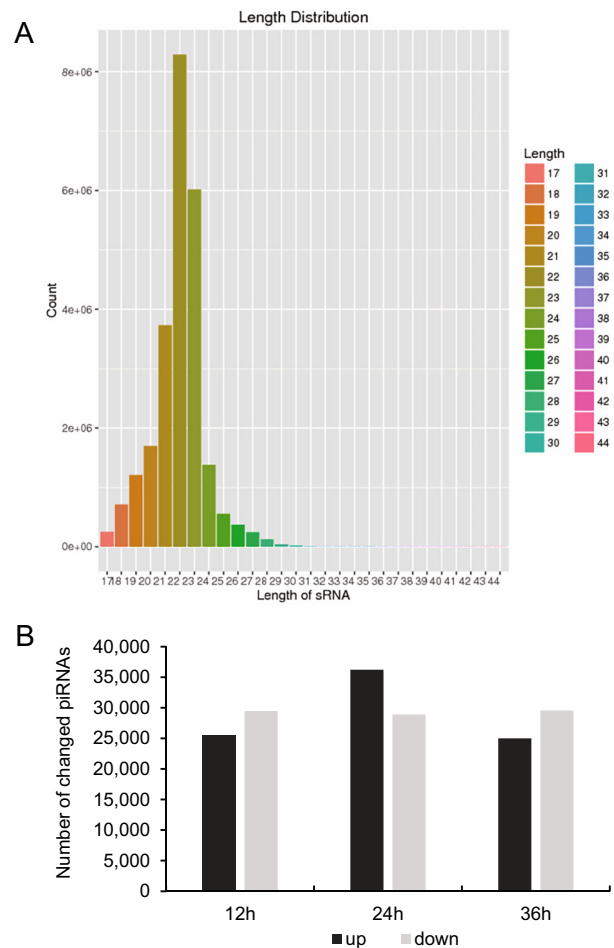 A
Length Distribution
8e+06
6e+06
4e+06
2e+06
0e+00
Count
17 18 19 20 21 22 23 24 25 26 27 28 29 30 31 32 33 34 35 36 37 38 39 40 41 42 43 44
Length of sRNA
Length
17 31
18 32
19 33
20 34
21 35
22 36
23 37
24 38
25 39
26 40
27 41
28 42
29 43
30 44
B
Number of changed piRNAs
40,000
35,000
30,000
25,000
20,000
15,000
10,000
5,000
0
12h 24h 36h
up down